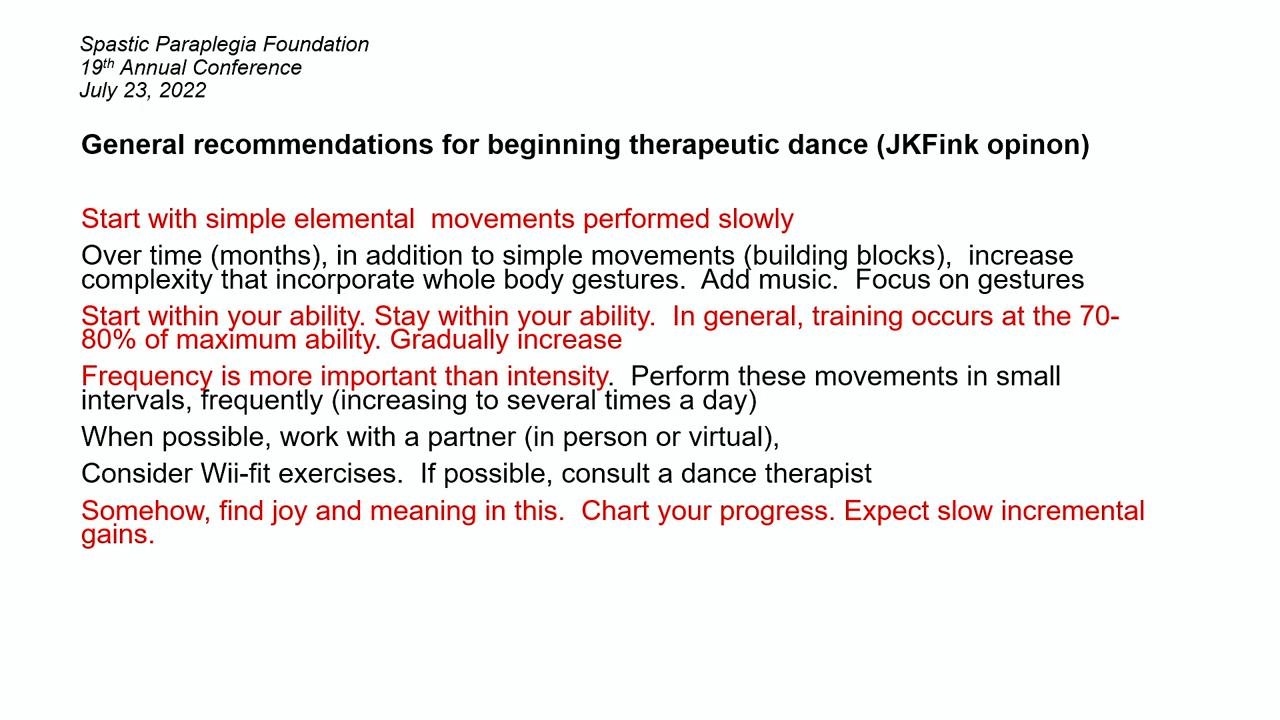 Spastic Paraplegia Foundation
19th Annual Conference
July 23, 2022
General recommendations for beginning therapeutic dance (JKFink opinon)
Start with simple elemental  movements performed slowly
Over time (months), in addition to simple movements (building blocks),  increase
complexity that incorporate whole body gestures.  Add music.  Focus on gestures
Start within your ability. Stay within your ability.  In general, training occurs at the 70-
80% of maximum ability. Gradually increase
Frequency is more important than intensity.  Perform these movements in small
intervals, frequently (increasing to several times a day)
When possible, work with a partner (in person or virtual),
Consider Wii-fit exercises.  If possible, consult a dance therapist
Somehow, find joy and meaning in this.  Chart your progress. Expect slow incremental
gains.